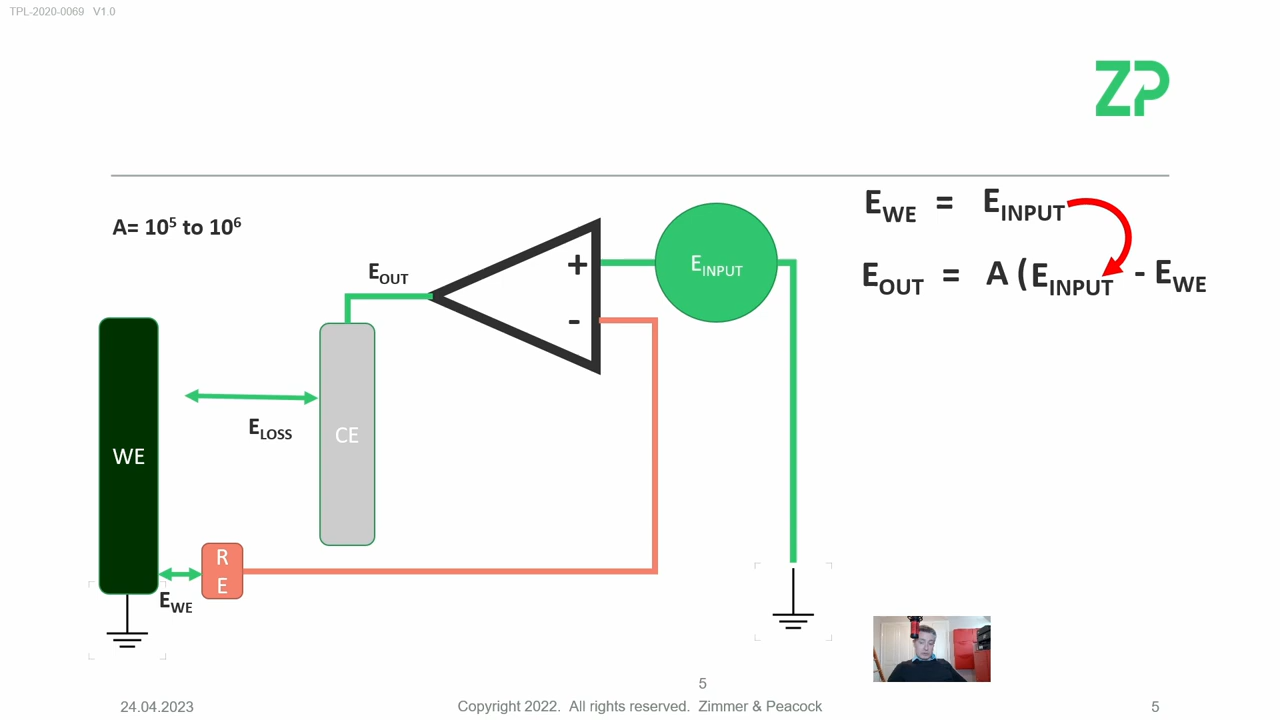 TPL-2020-0069 V1.0
ZP
A= 10⁵ to 10⁶
E_WE = E_INPUT
E_OUT = A (E_INPUT - E_WE
E_OUT
+
-
E_INPUT
E_LOSS
CE
WE
R
E
E_WE
5
24.04.2023
Copyright 2022. All rights reserved. Zimmer & Peacock
5